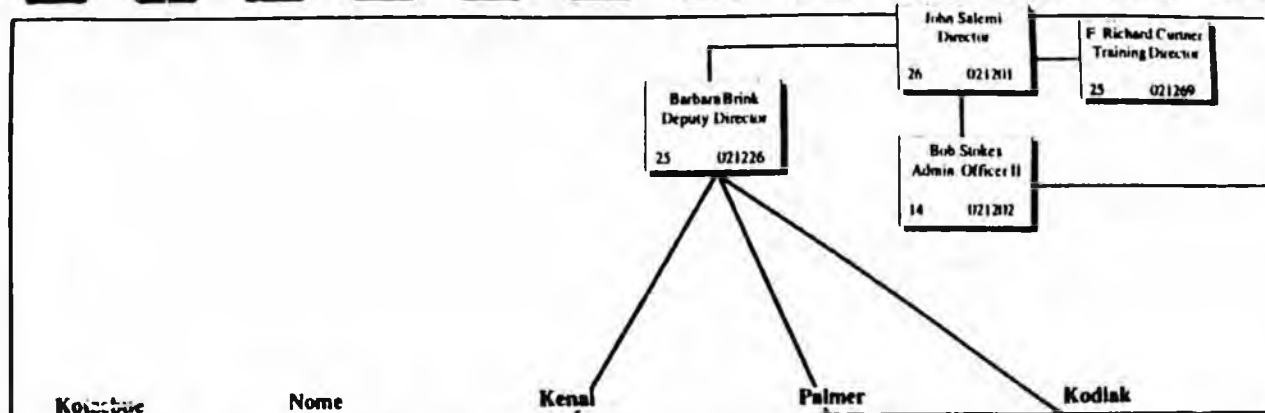 John Salemi
Director
26 021201
F. Richard Curtner
Training Director
25 021269
Barbara Brink
Deputy Director
25 021226
Bob Stokes
Admin Officer II
14 021202
Kotzebue
Nome
Kenai
Palmer
Kodiak